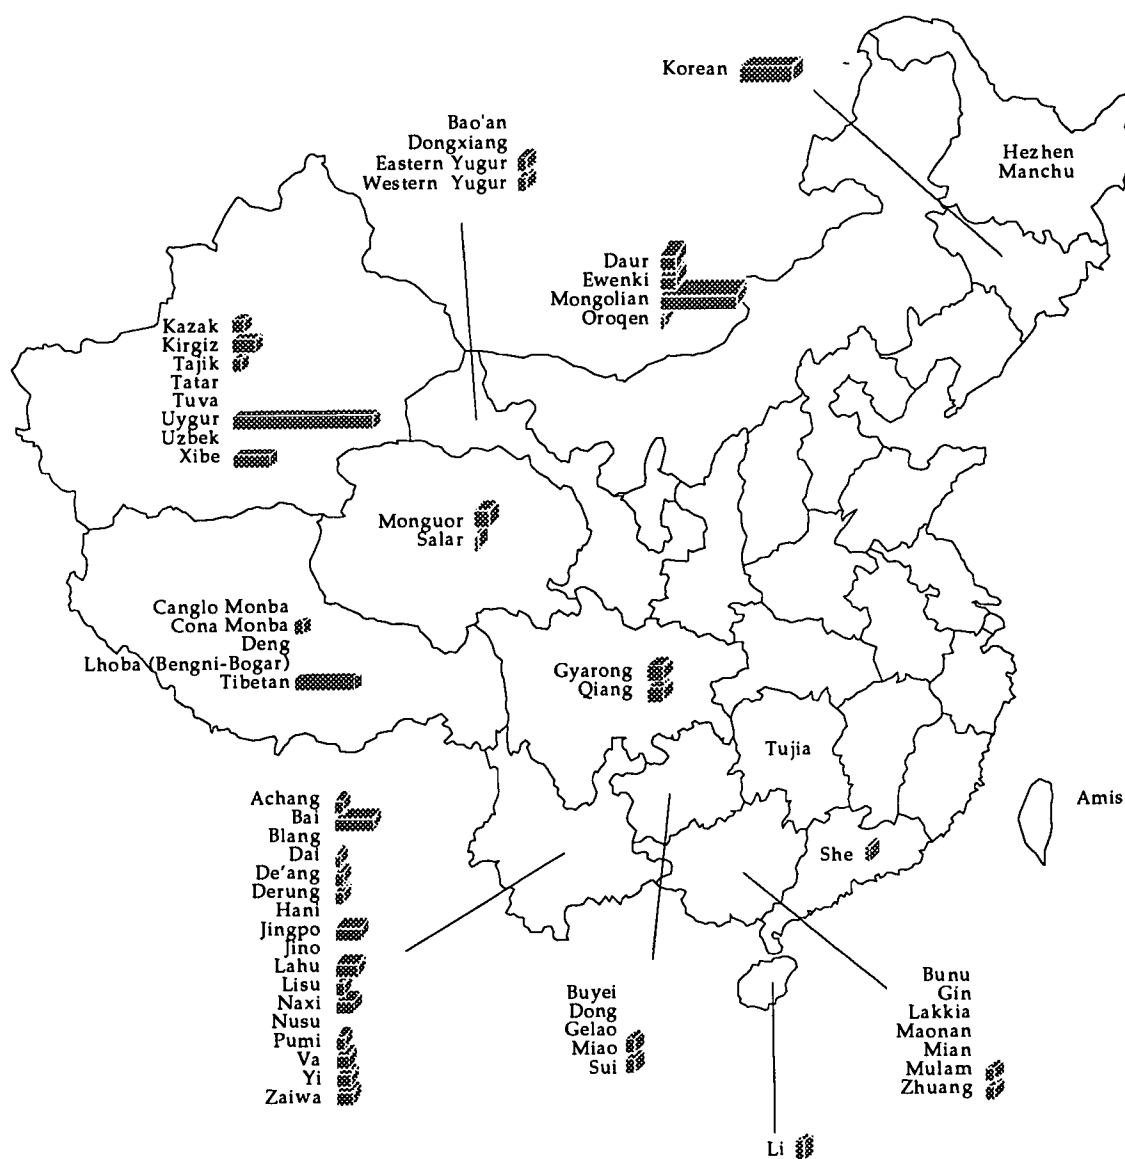 Korean
Hezhen
Manchu
Bao'an
Dongxiang
Eastern Yugur
Western Yugur
Daur
Ewenki
Mongolian
Oroqen
Kazak
Kirgiz
Tajik
Tatar
Tuva
Uygur
Uzbek
Xibe
Monguor
Salar
Canglo Monba
Cona Monba
Deng
Lhoba (Bengni-Bogar)
Tibetan
Gyarong
Qiang
Tujia
Amis
She
Achang
Bai
Blang
Dai
De'ang
Derung
Hani
Jingpo
Jino
Lahu
Lisu
Naxi
Nusu
Pumi
Va
Yi
Zaiwa
Buyei
Dong
Gelao
Miao
Sui
Bunu
Gin
Lakkia
Maonan
Mian
Mulam
Zhuang
Li